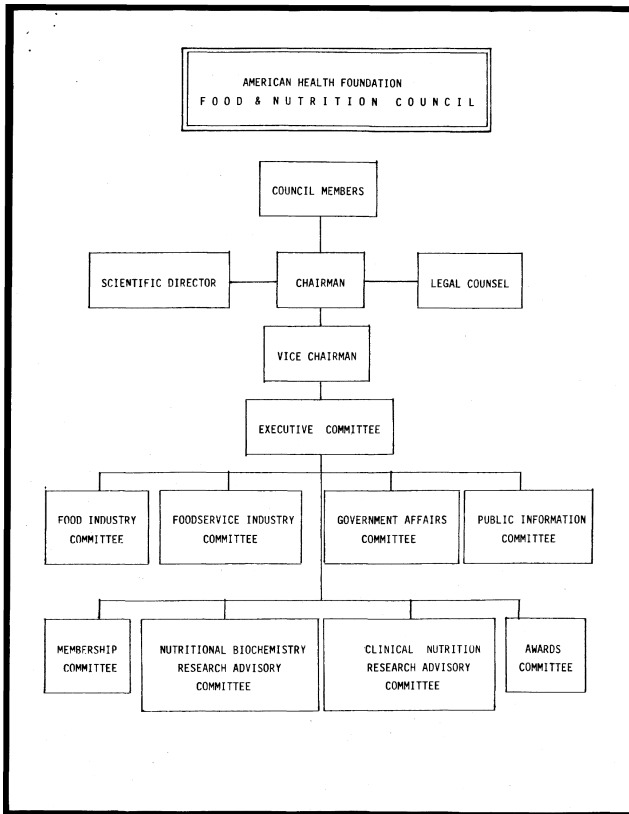 AMERICAN HEALTH FOUNDATION
FOOD & NUTRITION COUNCIL
COUNCIL MEMBERS
SCIENTIFIC DIRECTOR
CHAIRMAN
LEGAL COUNSEL
VICE CHAIRMAN
EXECUTIVE COMMITTEE
FOOD INDUSTRY
COMMITTEE
FOODSERVICE INDUSTRY
COMMITTEE
GOVERNMENT AFFAIRS
COMMITTEE
PUBLIC INFORMATION
COMMITTEE
MEMBERSHIP
COMMITTEE
NUTRITIONAL BIOCHEMISTRY
RESEARCH ADVISORY
COMMITTEE
CLINICAL NUTRITION
RESEARCH ADVISORY
COMMITTEE
AWARDS
COMMITTEE